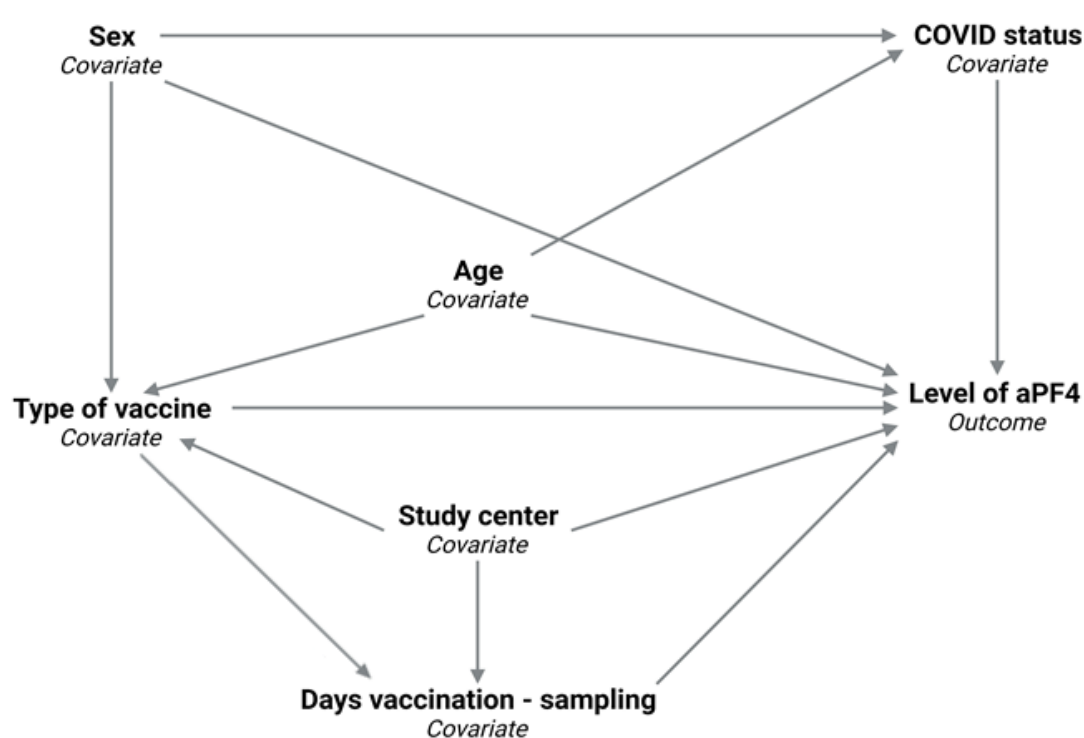 Sex
Covariate
COVID status
Covariate
Age
Covariate
Type of vaccine
Covariate
Level of aPF4
Outcome
Study center
Covariate
Days vaccination - sampling
Covariate